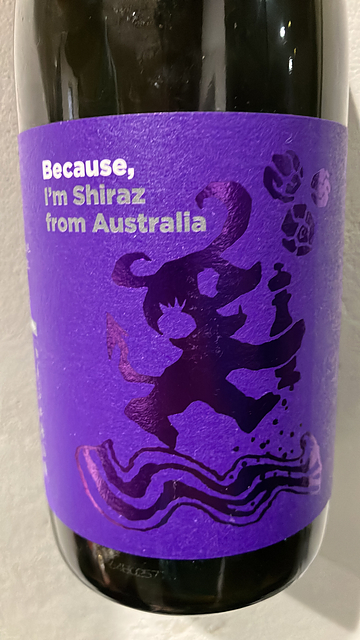 Because,
I'm Shiraz
from Australia